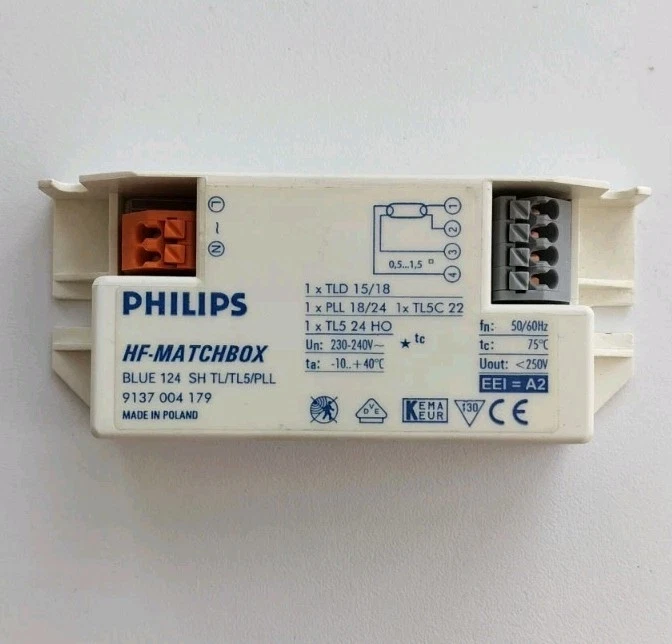 L
~
N
1
2
3
4
0,5...1,5 □
PHILIPS
HF-MATCHBOX
BLUE 124 SH TL/TL5/PLL
9137 004 179
MADE IN POLAND
1 x TLD 15/18
1 x PLL 18/24 1x TL5C 22
1 x TL5 24 HO
Un: 230-240V~
ta: -10..+40°C
★ tc
fn: 50/60Hz
tc: 75°C
Uout: <250V
EEI = A2
DVE
KEMA
EUR
130
CE